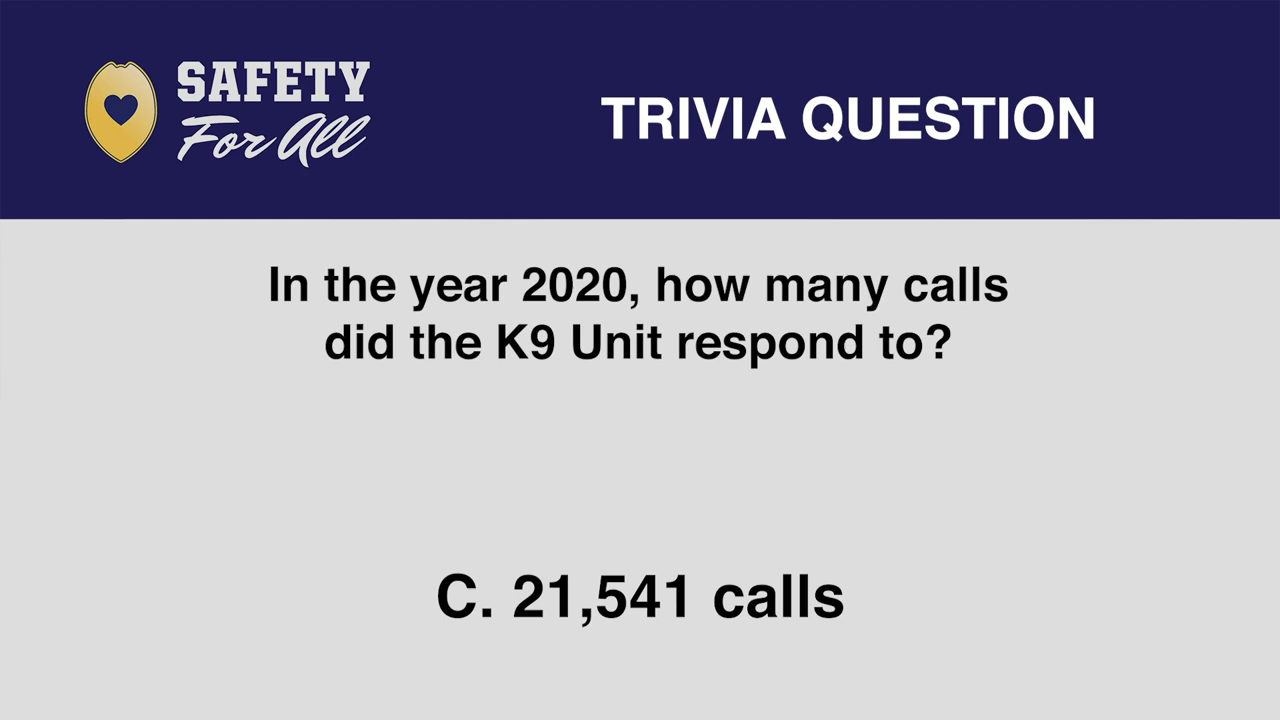 SAFETY
For All
TRIVIA QUESTION
In the year 2020, how many calls
did the K9 Unit respond to?
C. 21,541 calls